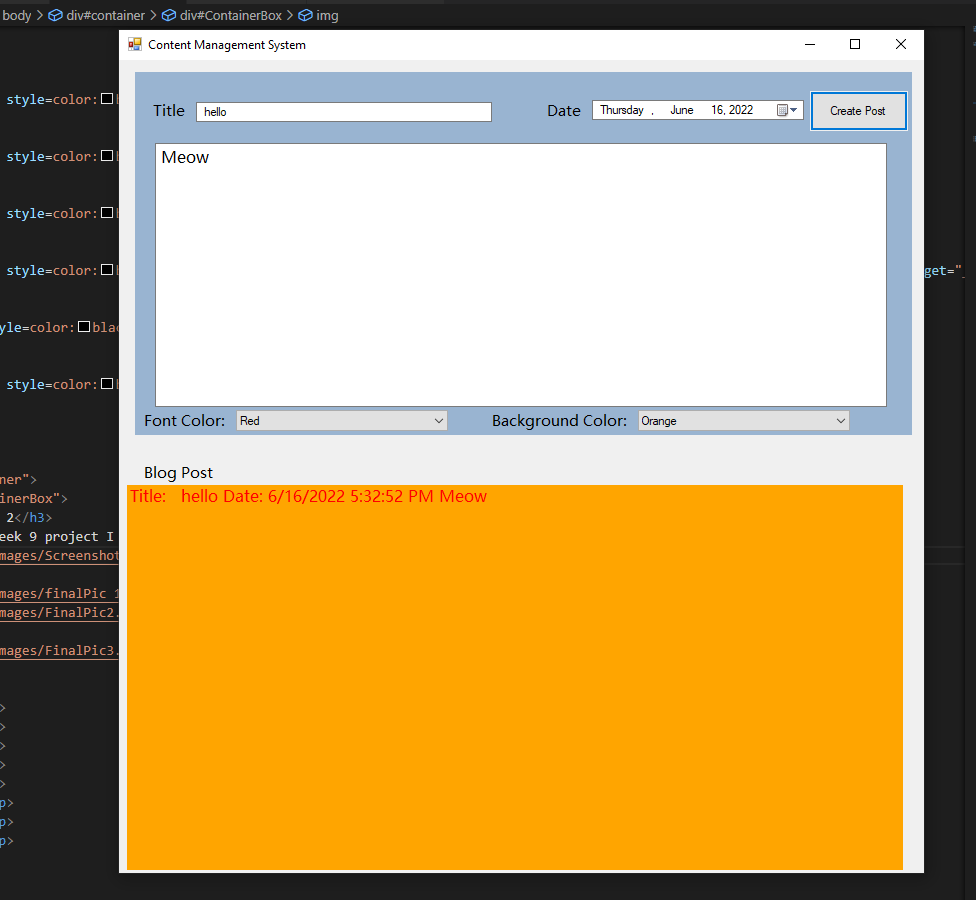 body > div#container > div#ContainerBox > img
Content Management System
style=color:
Title hello Date Thursday , June 16, 2022 Create Post
Meow
style=color:
style=color:
style=color: get="_
yle=color: blac
style=color:
Font Color: Red Background Color: Orange
Blog Post
ner">
inerBox">
Title: hello Date: 6/16/2022 5:32:52 PM Meow
2</h3>
eek 9 project I
mages/Screenshot
mages/finalPic 1
mages/FinalPic2.
mages/FinalPic3.
>
>
>
>
>
p>
p>
p>